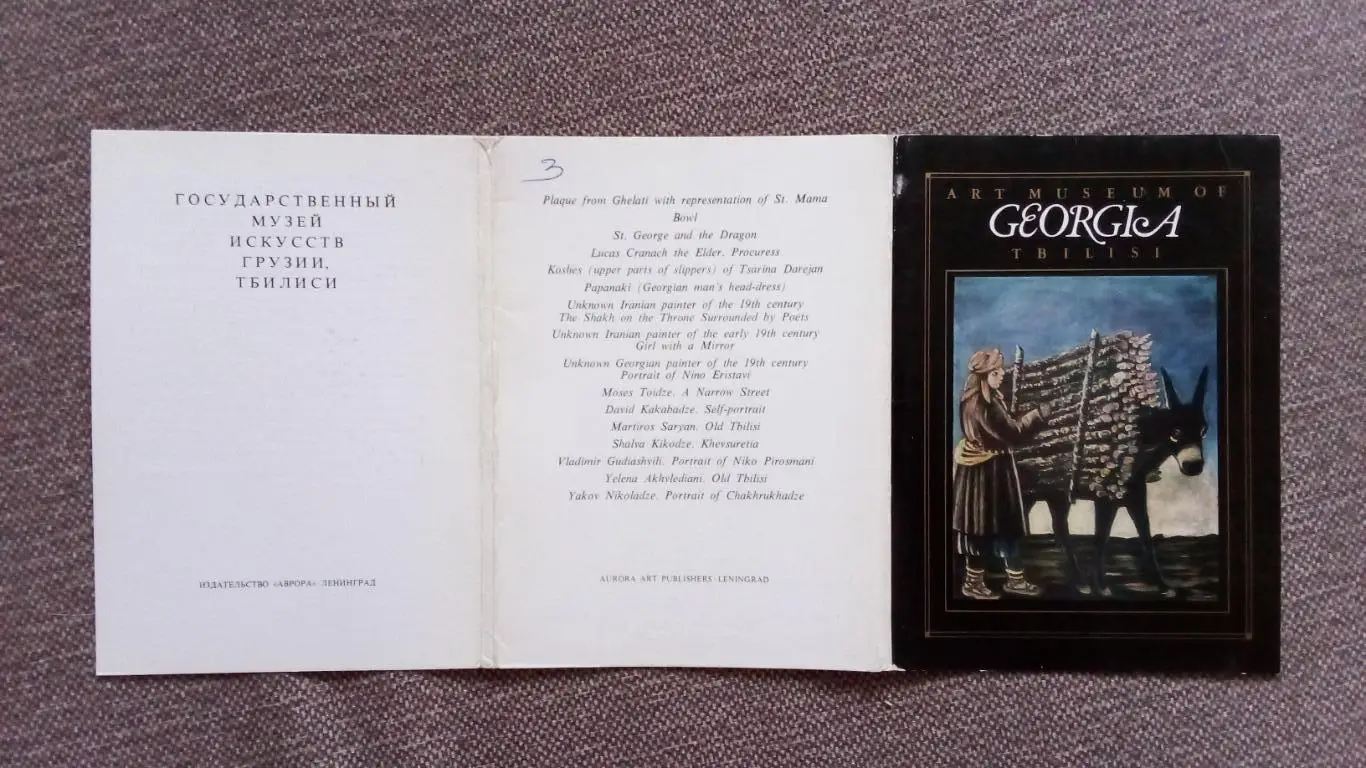 ГОСУДАРСТВЕННЫЙ
МУЗЕЙ
ИСКУССТВ
ГРУЗИИ,
ТБИЛИСИ
ИЗДАТЕЛЬСТВО «АВРОРА» ЛЕНИНГРАД
3
Plaque from Ghelati with representation of St. Mama
Bowl
St. George and the Dragon
Lucas Cranach the Elder. Procuress
Koshes (upper parts of slippers) of Tsarina Darejan
Papanaki (Georgian man's head-dress)
Unknown Iranian painter of the 19th century
The Shakh on the Throne Surrounded by Poets
Unknown Iranian painter of the early 19th century
Girl with a Mirror
Unknown Georgian painter of the 19th century
Portrait of Nino Eristavi
Moses Toidze. A Narrow Street
David Kakabadze. Self-portrait
Martiros Saryan. Old Tbilisi
Shalva Kikodze. Khevsuretia
Vladimir Gudiashvili. Portrait of Niko Pirosmani
Yelena Akhvlediani. Old Tbilisi
Yakov Nikoladze. Portrait of Chakhrukhadze
AURORA ART PUBLISHERS·LENINGRAD
ART MUSEUM OF
GEORGIA
TBILISI